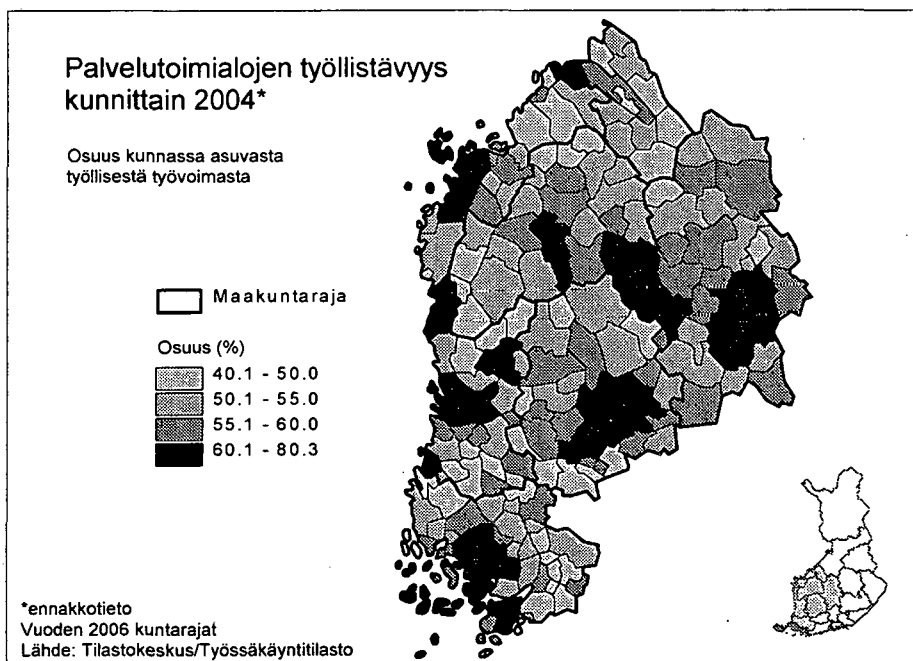 Palvelutoimialojen työllistävyys
kunnittain 2004*
Osuus kunnassa asuvasta
työllisestä työvoimasta
Maakuntaraja
Osuus (%)
40.1 - 50.0
50.1 - 55.0
55.1 - 60.0
60.1 - 80.3
*ennakkotieto
Vuoden 2006 kuntarajat
Lähde: Tilastokeskus/Työssäkäyntitilasto